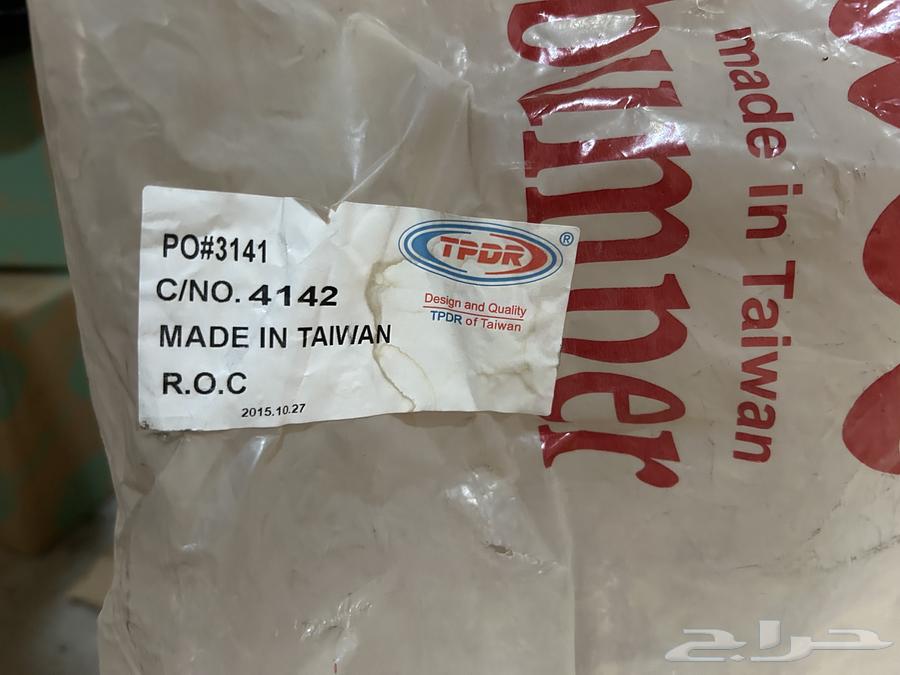 PO#3141
C/NO. 4142
MADE IN TAIWAN
R.O.C
2015.10.27
TPDR®
Design and Quality
TPDR of Taiwan
made in Taiwan
حراج